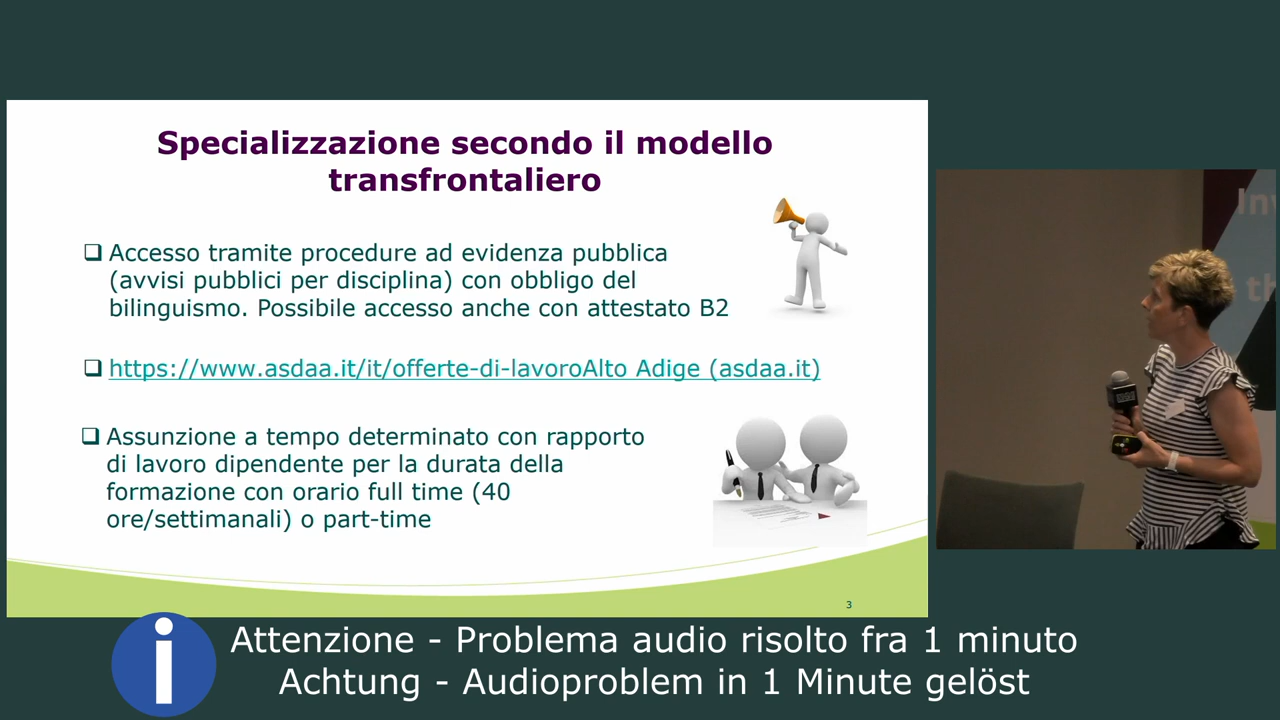 Specializzazione secondo il modello
transfrontaliero
Accesso tramite procedure ad evidenza pubblica
(avvisi pubblici per disciplina) con obbligo del
bilinguismo. Possibile accesso anche con attestato B2
https://www.asdaa.it/it/offerte-di-lavoroAlto Adige (asdaa.it)
Assunzione a tempo determinato con rapporto
di lavoro dipendente per la durata della
formazione con orario full time (40
ore/settimanali) o part-time
3
i
Attenzione - Problema audio risolto fra 1 minuto
Achtung - Audioproblem in 1 Minute gelöst